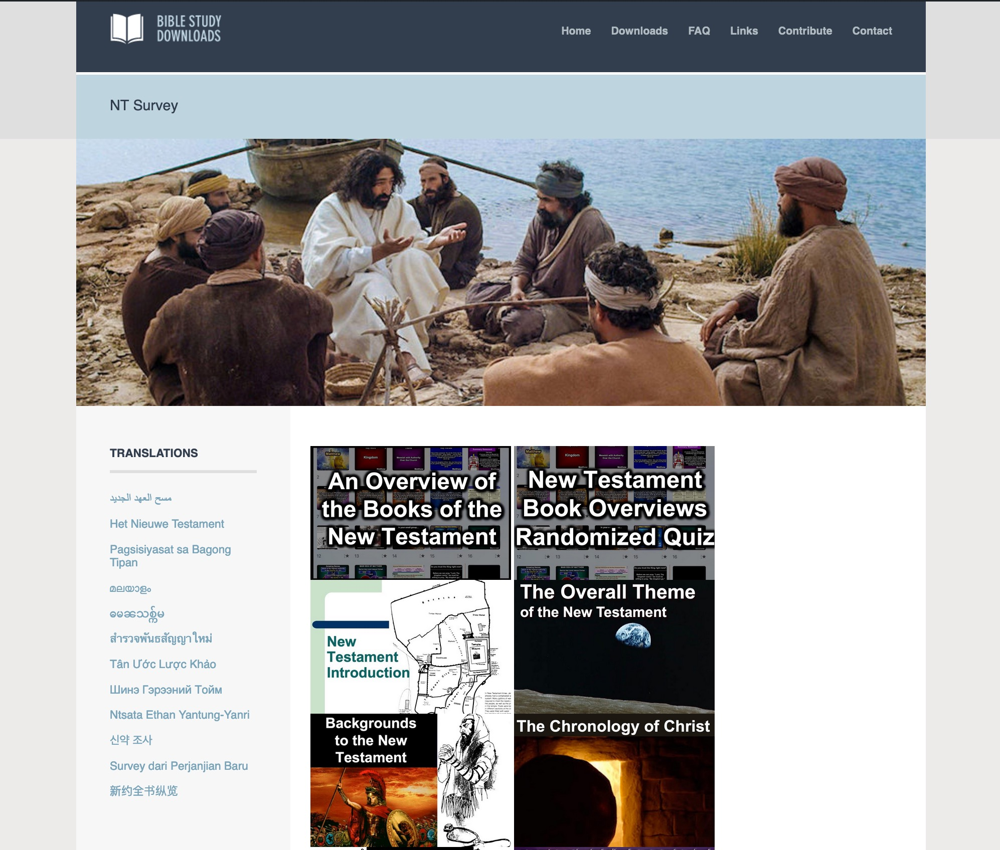 BIBLE STUDY
DOWNLOADS
Home Downloads FAQ Links Contribute Contact
NT Survey
TRANSLATIONS
مسح العهد الجديد
Het Nieuwe Testament
Pagsisiyasat sa Bagong
Tipan
മലയാളം
สำรวจพันธสัญญาใหม่
Tân Ước Lược Khảo
Шинэ Гэрээний Тойм
Ntsata Ethan Yantung-Yanri
신약 조사
Survey dari Perjanjian Baru
新约全书纵览
An Overview of
the Books of the
New Testament
New Testament
Book Overviews
Randomized Quiz
New
Testament
Introduction
The Overall Theme
of the New Testament
Backgrounds
to the New
Testament
The Chronology of Christ